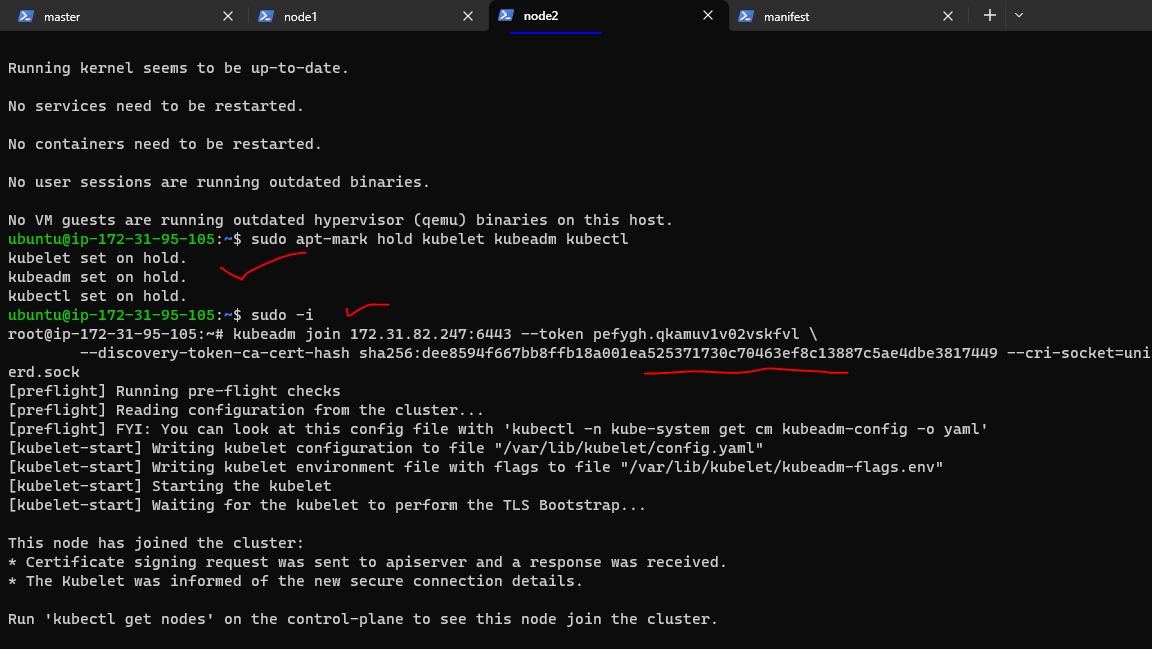 master
node1
node2
manifest
Running kernel seems to be up-to-date.
No services need to be restarted.
No containers need to be restarted.
No user sessions are running outdated binaries.
No VM guests are running outdated hypervisor (qemu) binaries on this host.
ubuntu@ip-172-31-95-105:~$ sudo apt-mark hold kubelet kubeadm kubectl
kubelet set on hold.
kubeadm set on hold.
kubectl set on hold.
ubuntu@ip-172-31-95-105:~$ sudo -i
root@ip-172-31-95-105:~# kubeadm join 172.31.82.247:6443 --token pefygh.qkamuv1v02vskfvl \
--discovery-token-ca-cert-hash sha256:dee8594f667bb8ffb18a001ea525371730c70463ef8c13887c5ae4dbe3817449 --cri-socket=uni
erd.sock
[preflight] Running pre-flight checks
[preflight] Reading configuration from the cluster...
[preflight] FYI: You can look at this config file with 'kubectl -n kube-system get cm kubeadm-config -o yaml'
[kubelet-start] Writing kubelet configuration to file "/var/lib/kubelet/config.yaml"
[kubelet-start] Writing kubelet environment file with flags to file "/var/lib/kubelet/kubeadm-flags.env"
[kubelet-start] Starting the kubelet
[kubelet-start] Waiting for the kubelet to perform the TLS Bootstrap...
This node has joined the cluster:
* Certificate signing request was sent to apiserver and a response was received.
* The Kubelet was informed of the new secure connection details.
Run 'kubectl get nodes' on the control-plane to see this node join the cluster.